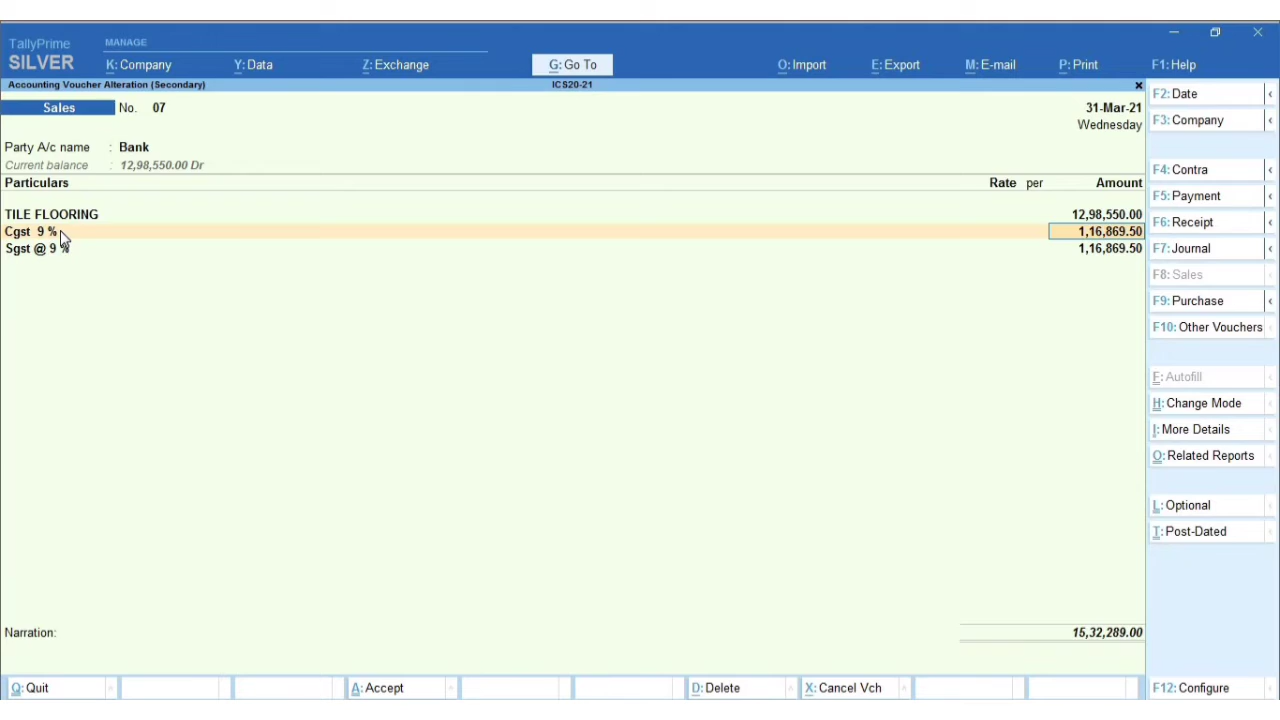 TallyPrime MANAGE
SILVER K: Company Y: Data Z: Exchange G: Go To O: Import E: Export M: E-mail P: Print F1: Help
Accounting Voucher Alteration (Secondary) ICS20-21
F2: Date
Sales No. 07 31-Mar-21
Wednesday
F3: Company
Party A/c name : Bank
Current balance : 12,98,550.00 Dr
F4: Contra
Particulars Rate per Amount
F5: Payment
TILE FLOORING 12,98,550.00
F6: Receipt
Cgst 9 % 1,16,869.50
Sgst @ 9 % 1,16,869.50
F7: Journal
F8: Sales
F9: Purchase
F10: Other Vouchers
F: Autofill
H: Change Mode
I: More Details
O: Related Reports
L: Optional
T: Post-Dated
Narration: 15,32,289.00
Q: Quit A: Accept D: Delete X: Cancel Vch F12: Configure